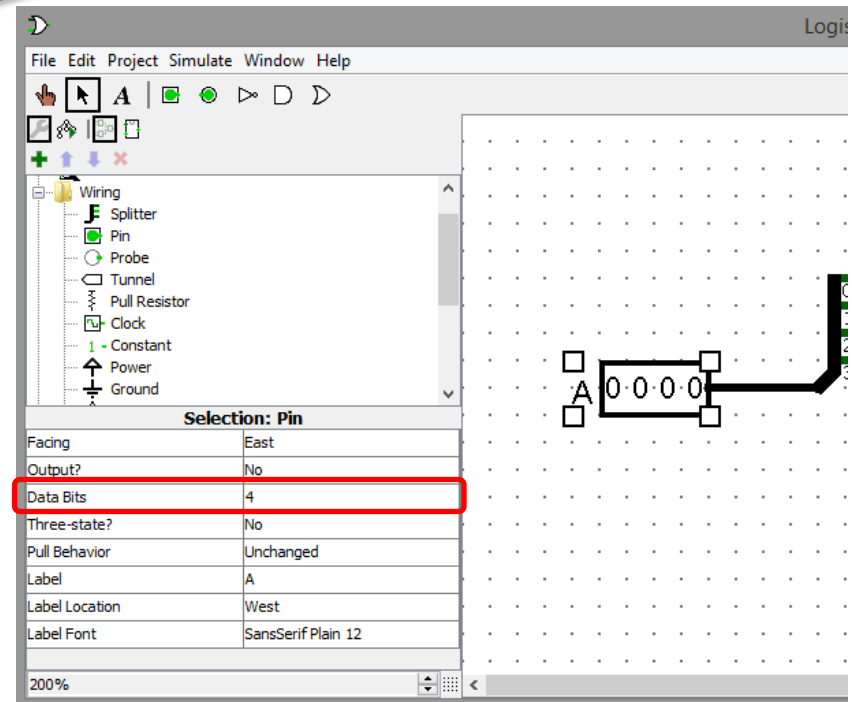 Logis
File Edit Project Simulate Window Help
A
Wiring
Splitter
Pin
Probe
Tunnel
Pull Resistor
Clock
1 - Constant
Power
Ground
Selection: Pin
Facing East
Output? No
Data Bits 4
Three-state? No
Pull Behavior Unchanged
Label A
Label Location West
Label Font SansSerif Plain 12
200%
A 0 0 0 0
0
1
2
3